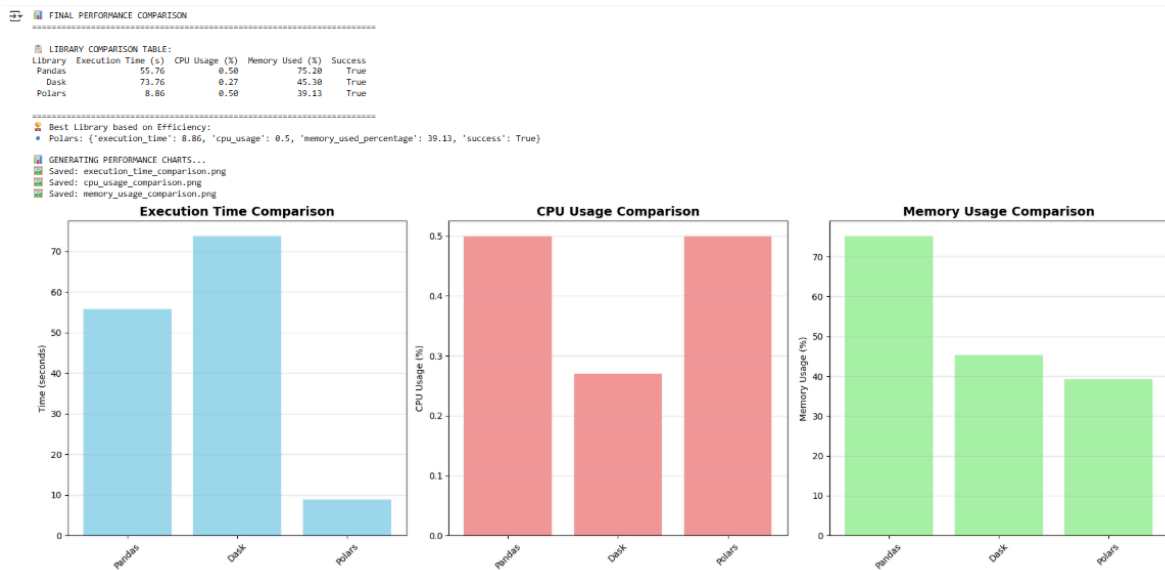 📊 FINAL PERFORMANCE COMPARISON
======================================================================
📋 LIBRARY COMPARISON TABLE:
Library Execution Time (s) CPU Usage (%) Memory Used (%) Success
Pandas 55.76 0.50 75.20 True
Dask 73.76 0.27 45.30 True
Polars 8.86 0.50 39.13 True
======================================================================
🏆 Best Library based on Efficiency:
🔹 Polars: {'execution_time': 8.86, 'cpu_usage': 0.5, 'memory_used_percentage': 39.13, 'success': True}
📊 GENERATING PERFORMANCE CHARTS...
🖼️ Saved: execution_time_comparison.png
🖼️ Saved: cpu_usage_comparison.png
🖼️ Saved: memory_usage_comparison.png
Execution Time Comparison
Time (seconds)
70
60
50
40
30
20
10
0
Pandas
Dask
Polars
CPU Usage Comparison
CPU Usage (%)
0.5
0.4
0.3
0.2
0.1
0.0
Pandas
Dask
Polars
Memory Usage Comparison
Memory Usage (%)
70
60
50
40
30
20
10
0
Pandas
Dask
Polars